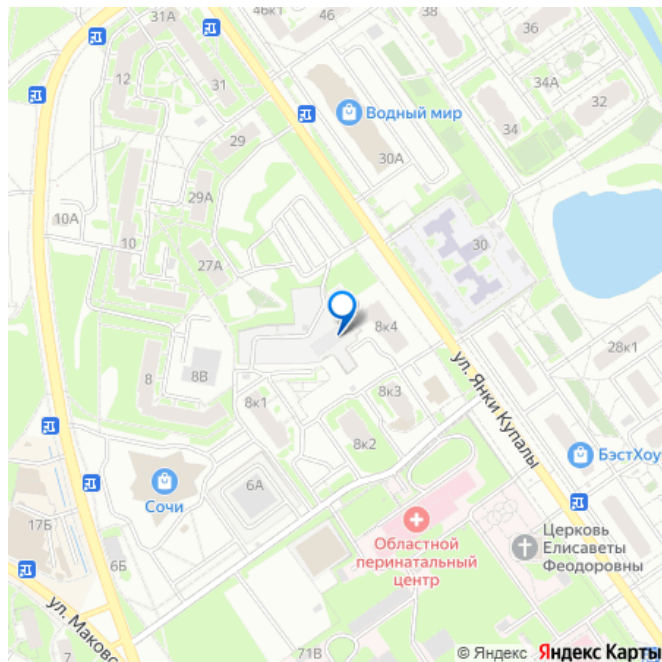 31А
46к1
46
38
36
12
31
34А
32
Водный мир
34
29
30А
29А
10А
10
30
27А
8к4
28к1
ул. Янки Купалы
8
8В
8к3
8к1
8к2
БэстХоу
Сочи
6А
17Б
Областной
перинатальный
центр
Церковь
Елисаветы
Феодоровны
6Б
ул. Маковс
7
71В
© Яндекс Яндекс Карты